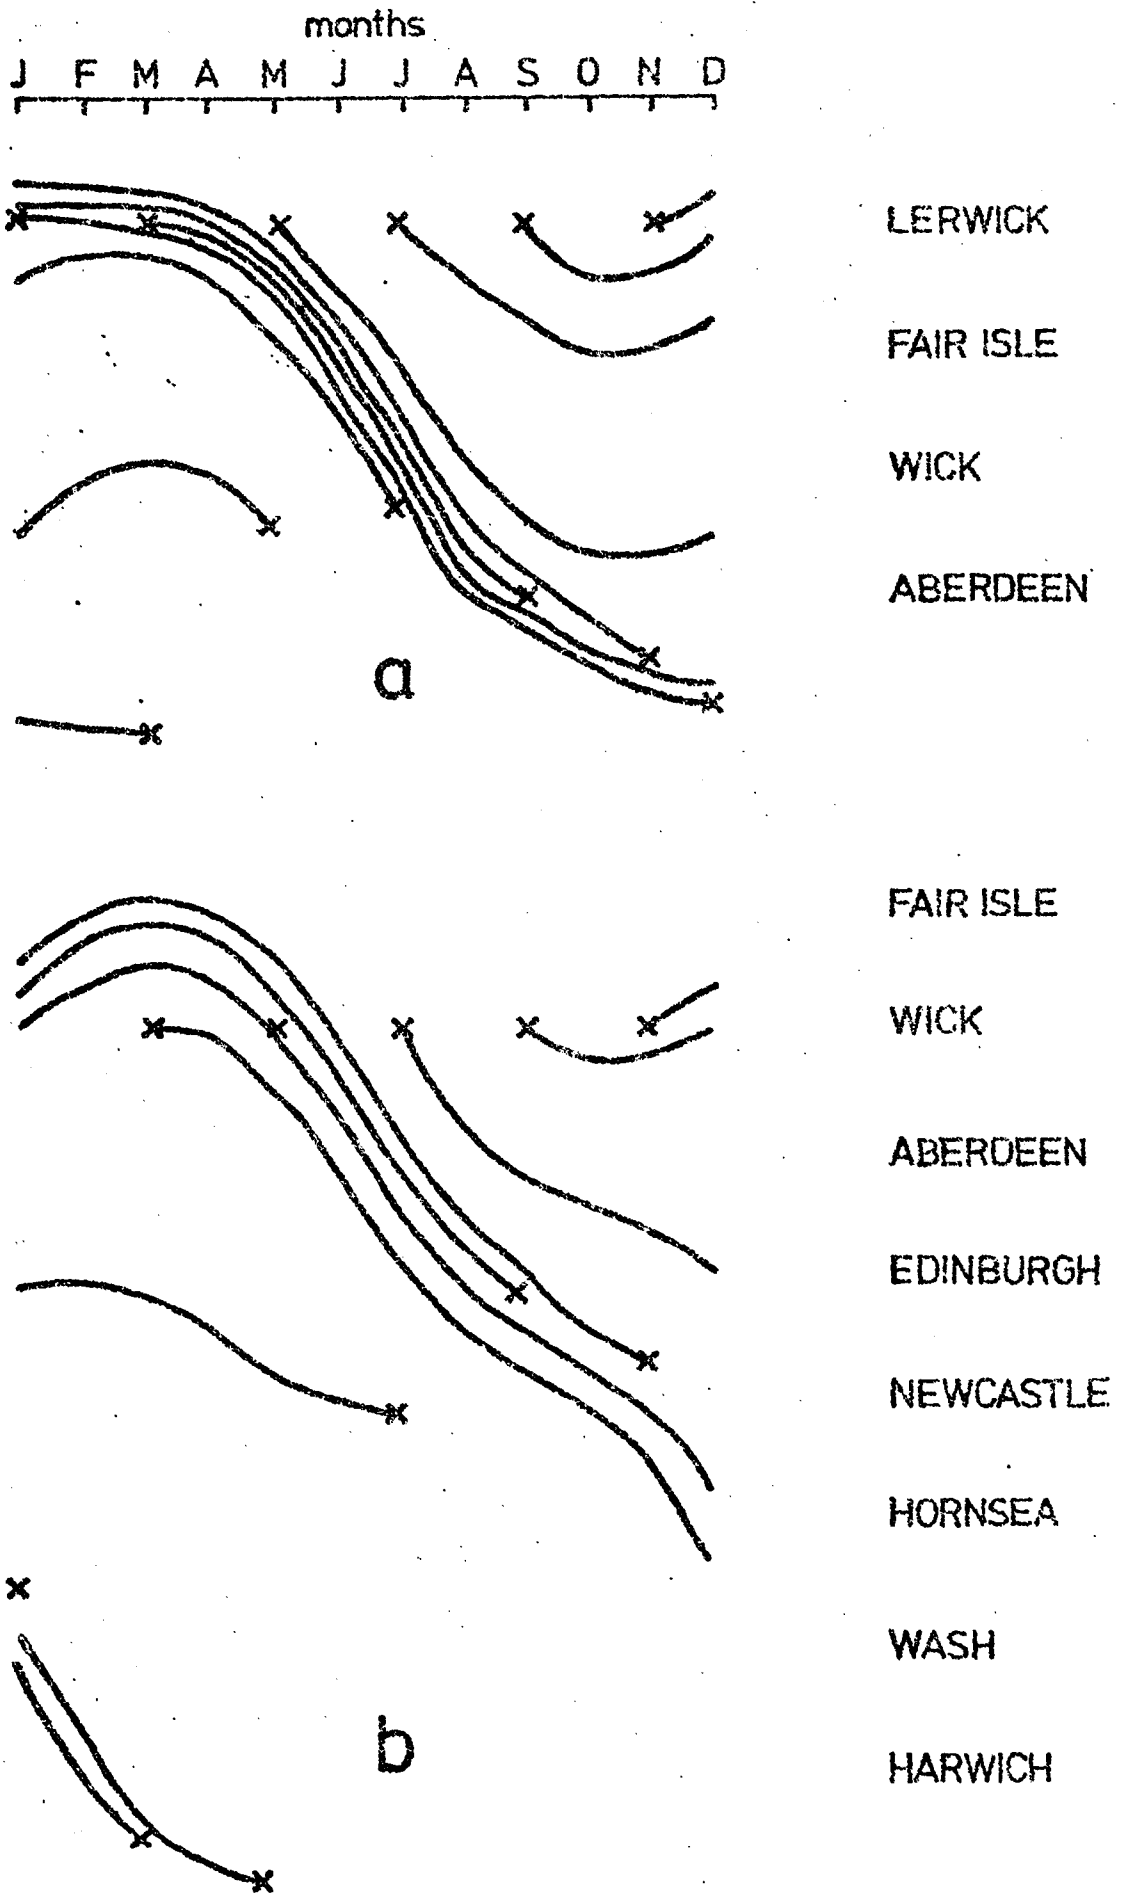 months
J F M A M J J A S O N D
LERWICK
FAIR ISLE
WICK
ABERDEEN
a
FAIR ISLE
WICK
ABERDEEN
EDINBURGH
NEWCASTLE
HORNSEA
WASH
b
HARWICH